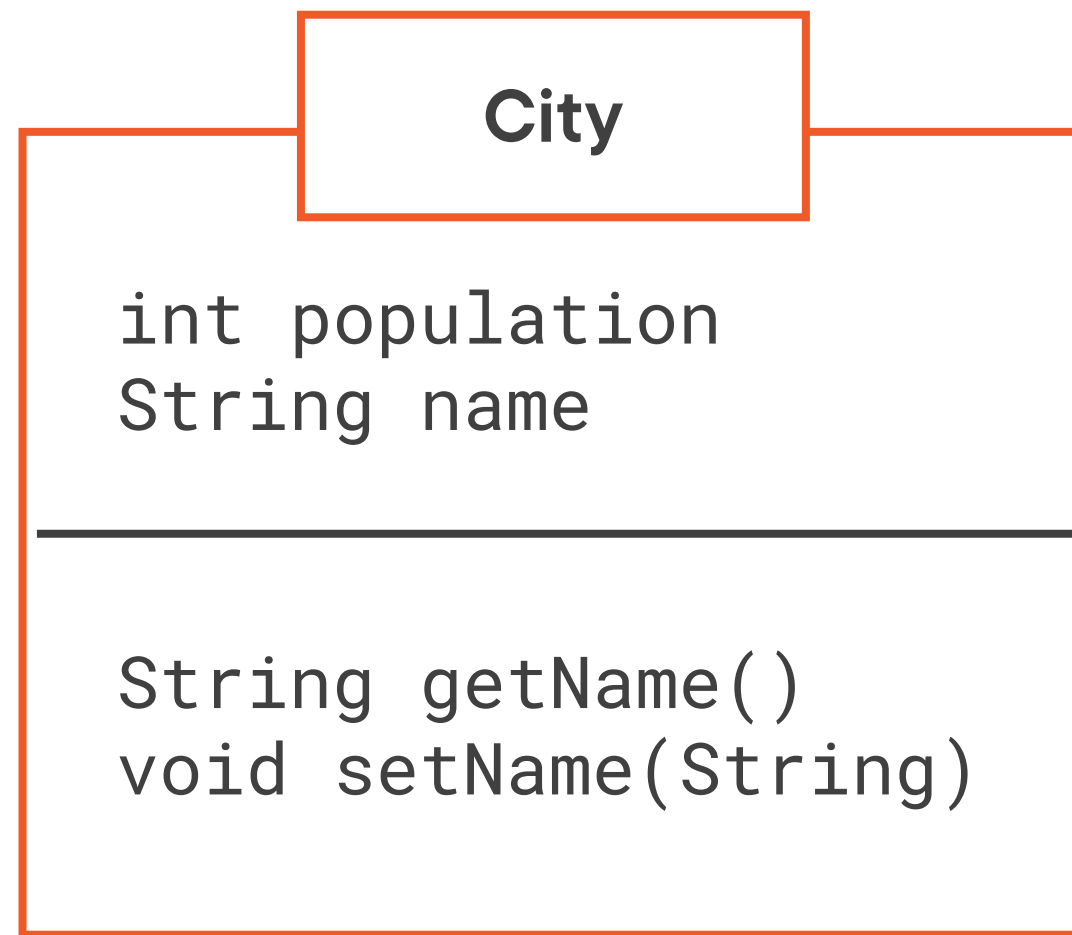 City
int population
String name
String getName()
void setName(String)